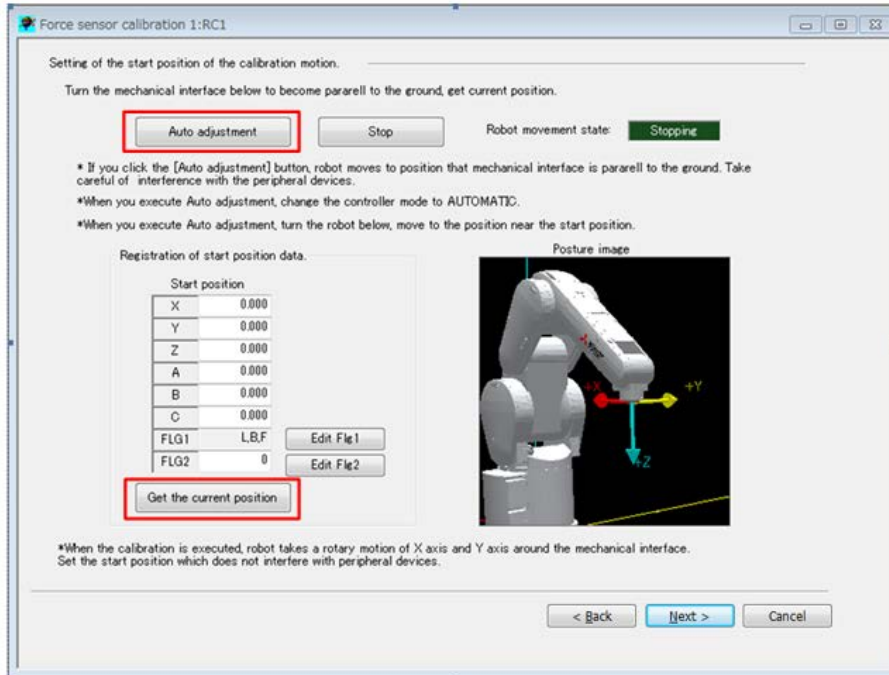 Force sensor calibration 1:RC1
Setting of the start position of the calibration motion.
Turn the mechanical interface below to become pararell to the ground, get current position.
Auto adjustment
Stop
Robot movement state:
Stopping
* If you click the [Auto adjustment] button, robot moves to position that mechanical interface is pararell to the ground. Take
careful of interference with the peripheral devices.
*When you execute Auto adjustment, change the controller mode to AUTOMATIC.
*When you execute Auto adjustment, turn the robot below, move to the position near the start position.
Registration of start position data.
Start position
X 0.000
Y 0.000
Z 0.000
A 0.000
B 0.000
C 0.000
FLG1 L,B,F Edit Flg1
FLG2 0 Edit Flg2
Get the current position
Posture image
+X
+Y
+Z
*When the calibration is executed, robot takes a rotary motion of X axis and Y axis around the mechanical interface.
Set the start position which does not interfere with peripheral devices.
< Back
Next >
Cancel